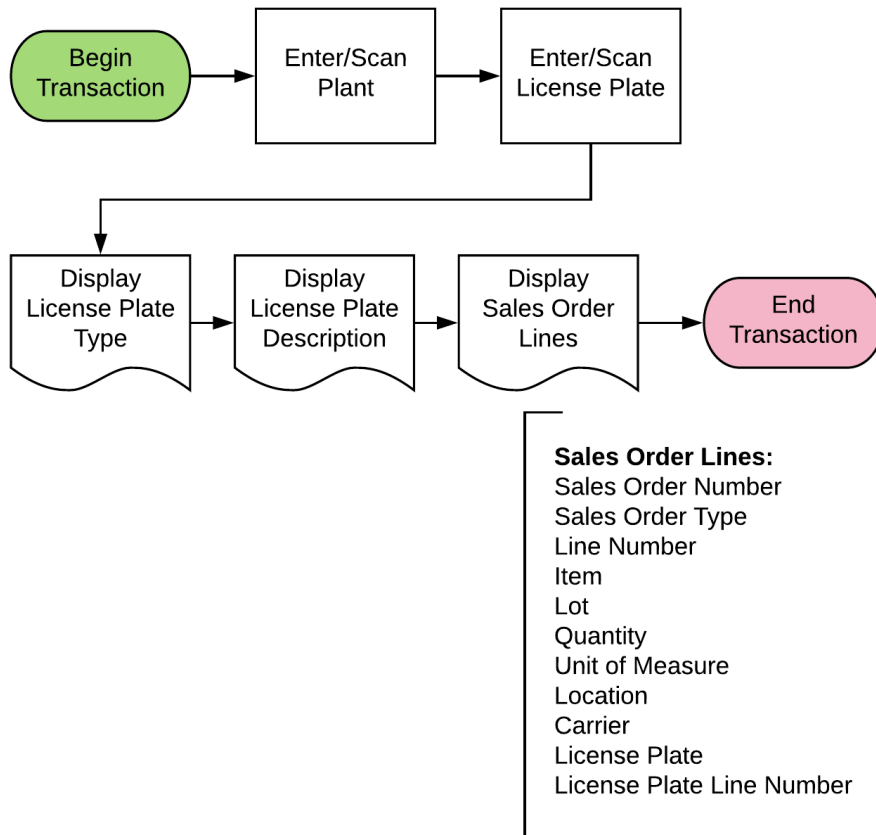 Begin
Transaction
Enter/Scan
Plant
Enter/Scan
License Plate
Display
License Plate
Type
Display
License Plate
Description
Display
Sales Order
Lines
End
Transaction
Sales Order Lines:
Sales Order Number
Sales Order Type
Line Number
Item
Lot
Quantity
Unit of Measure
Location
Carrier
License Plate
License Plate Line Number